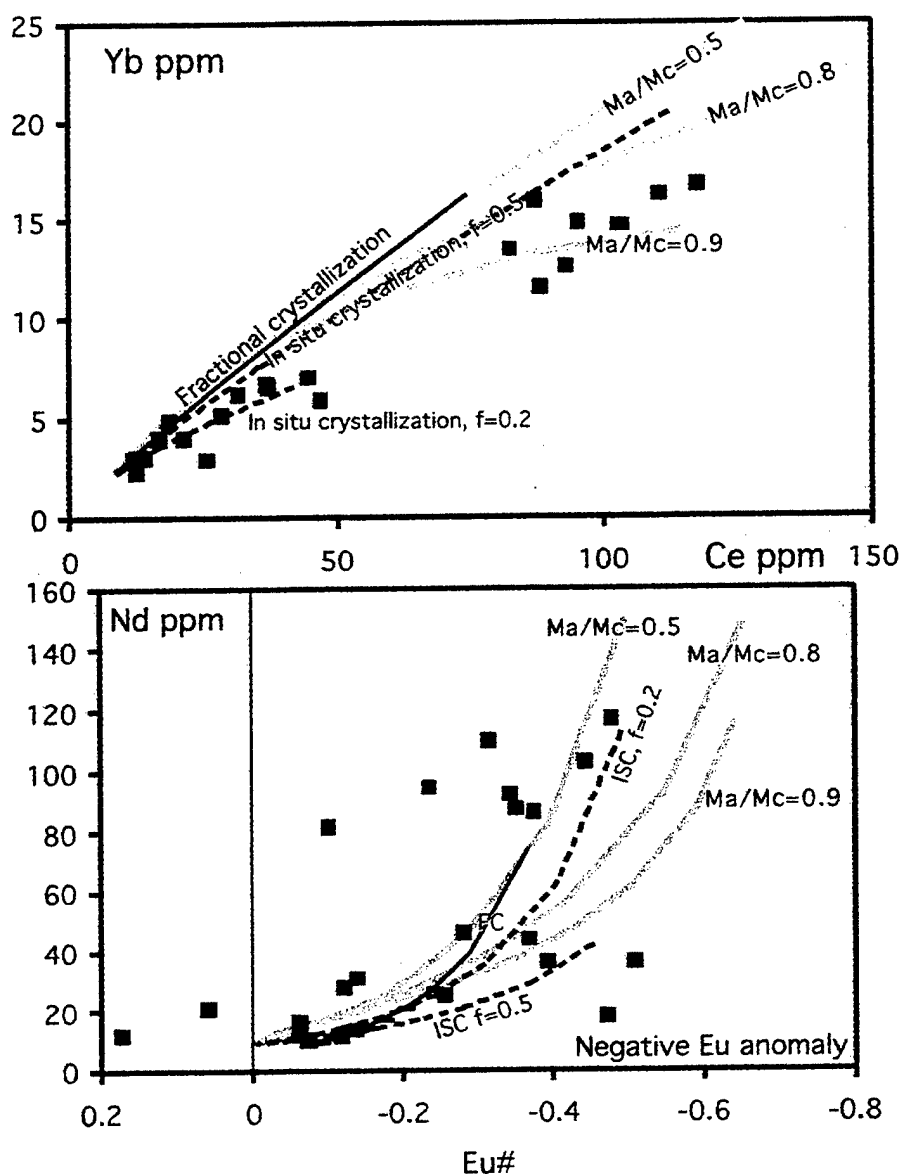 25
Yb ppm
Ma/Mc=0.5
Ma/Mc=0.8
20
15
Ma/Mc=0.9
Fractional crystallization
In situ crystallization, f=0.5
10
5
In situ crystallization, f=0.2
0
0
50
100
Ce ppm
150
160
Nd ppm
Ma/Mc=0.5
Ma/Mc=0.8
140
120
ISC, f=0.2
100
Ma/Mc=0.9
80
60
FC
40
20
ISC f=0.5
Negative Eu anomaly
0
0.2
0
-0.2
-0.4
-0.6
-0.8
Eu#